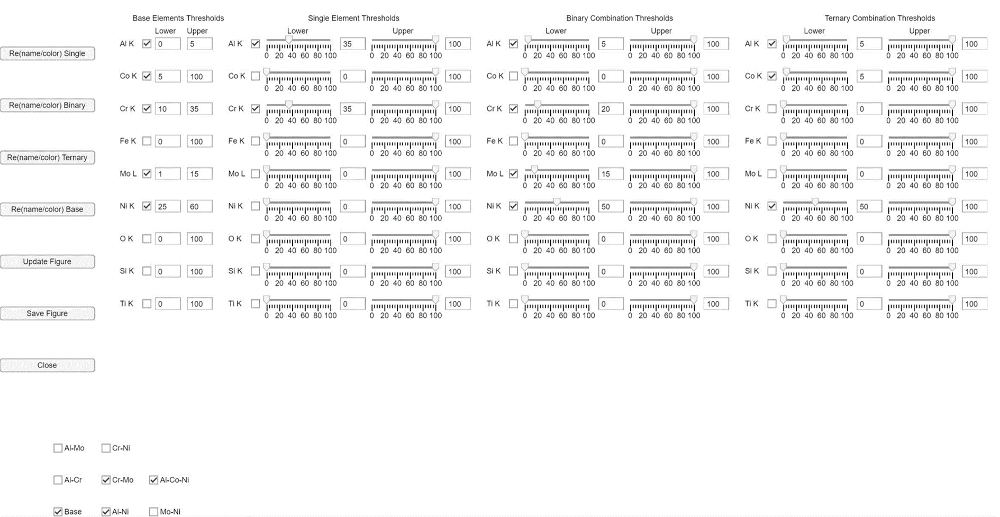 Base Elements Thresholds Single Element Thresholds Binary Combination Thresholds Ternary Combination Thresholds
Lower Upper Lower Upper Lower Upper Lower Upper
Al K 0 5 Al K 35 100 Al K 5 100 Al K 5 100
Re(name/color) Single
0 20 40 60 80 100 0 20 40 60 80 100 0 20 40 60 80 100 0 20 40 60 80 100 0 20 40 60 80 100 0 20 40 60 80 100
Co K 5 100 Co K 0 100 Co K 0 100 Co K 5 100
0 20 40 60 80 100 0 20 40 60 80 100 0 20 40 60 80 100 0 20 40 60 80 100 0 20 40 60 80 100 0 20 40 60 80 100
Re(name/color) Binary
Cr K 10 35 Cr K 35 100 Cr K 20 100 Cr K 0 100
0 20 40 60 80 100 0 20 40 60 80 100 0 20 40 60 80 100 0 20 40 60 80 100 0 20 40 60 80 100 0 20 40 60 80 100
Fe K 0 100 Fe K 0 100 Fe K 0 100 Fe K 0 100
0 20 40 60 80 100 0 20 40 60 80 100 0 20 40 60 80 100 0 20 40 60 80 100 0 20 40 60 80 100 0 20 40 60 80 100
Re(name/color) Ternary
Mo L 1 15 Mo L 0 100 Mo L 15 100 Mo L 0 100
0 20 40 60 80 100 0 20 40 60 80 100 0 20 40 60 80 100 0 20 40 60 80 100 0 20 40 60 80 100 0 20 40 60 80 100
Ni K 25 60 Ni K 0 100 Ni K 50 100 Ni K 50 100
Re(name/color) Base
0 20 40 60 80 100 0 20 40 60 80 100 0 20 40 60 80 100 0 20 40 60 80 100 0 20 40 60 80 100 0 20 40 60 80 100
O K 0 100 O K 0 100 O K 0 100 O K 0 100
0 20 40 60 80 100 0 20 40 60 80 100 0 20 40 60 80 100 0 20 40 60 80 100 0 20 40 60 80 100 0 20 40 60 80 100
Update Figure
Si K 0 100 Si K 0 100 Si K 0 100 Si K 0 100
0 20 40 60 80 100 0 20 40 60 80 100 0 20 40 60 80 100 0 20 40 60 80 100 0 20 40 60 80 100 0 20 40 60 80 100
Ti K 0 100 Ti K 0 100 Ti K 0 100 Ti K 0 100
Save Figure
0 20 40 60 80 100 0 20 40 60 80 100 0 20 40 60 80 100 0 20 40 60 80 100 0 20 40 60 80 100 0 20 40 60 80 100
Close
Al-Mo Cr-Ni
Al-Cr Cr-Mo Al-Co-Ni
Base Al-Ni Mo-Ni